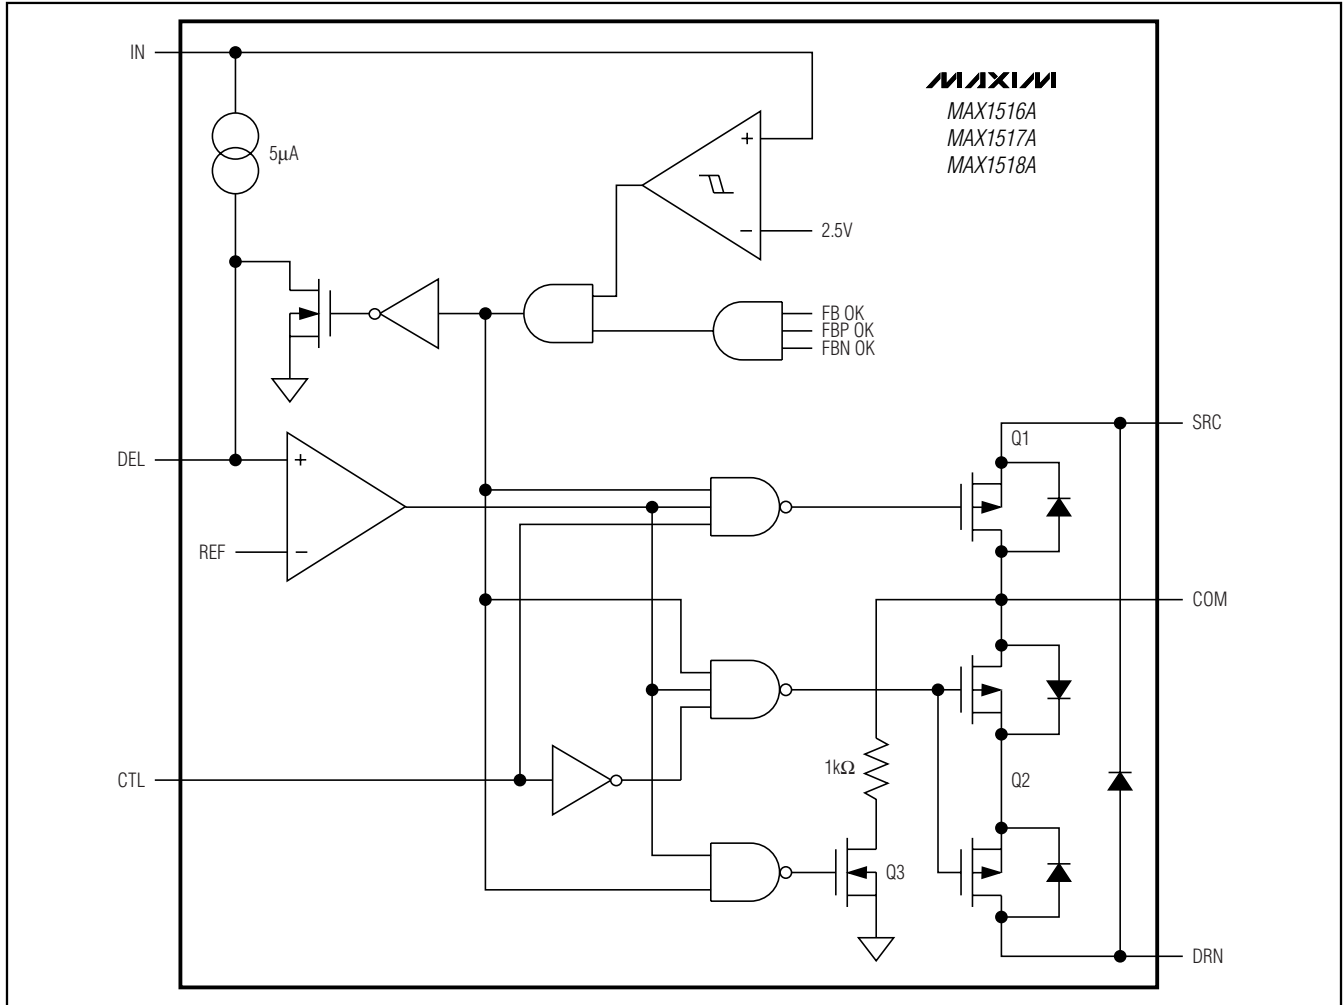 IN
MAXIM
MAX1516A
MAX1517A
MAX1518A
+
5µA
−
2.5V
FB OK
FBP OK
FBN OK
SRC
Q1
DEL
+
REF
−
COM
1kΩ
CTL
Q2
Q3
DRN